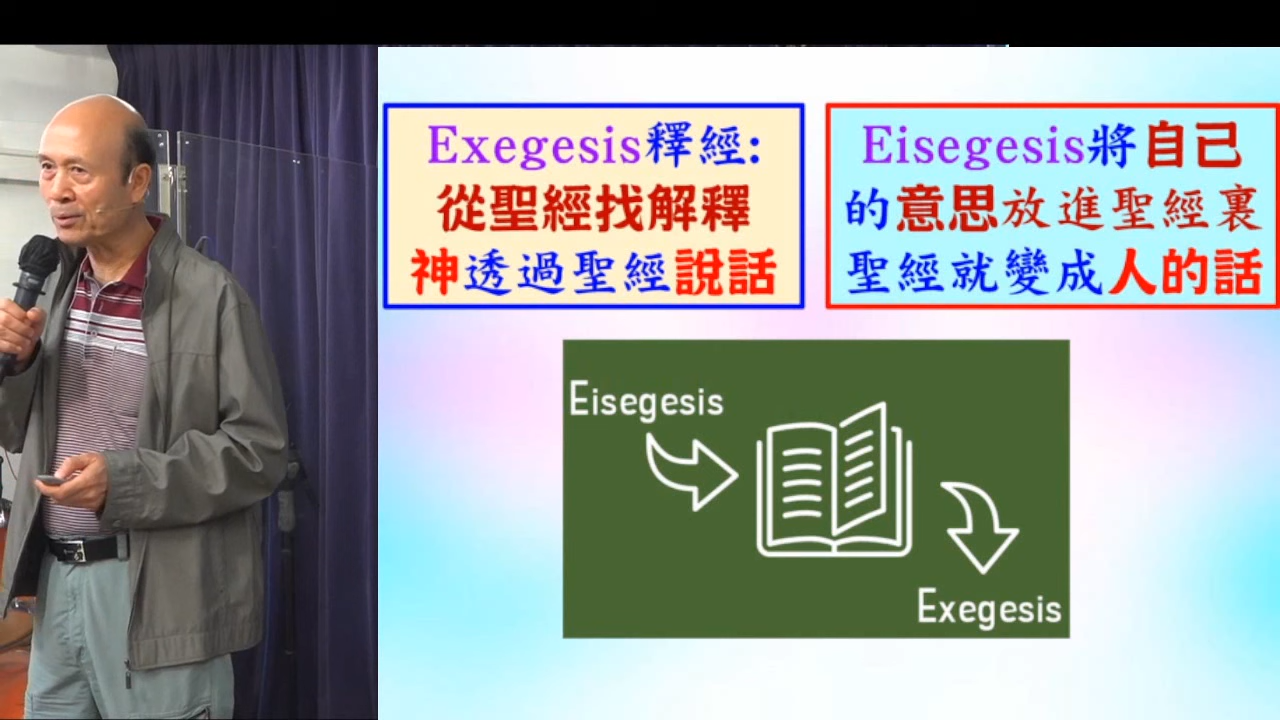 Exegesis釋經:
從聖經找解釋
神透過聖經說話
Eisegesis將自己
的意思放進聖經裏
聖經就變成人的話
Eisegesis
Exegesis